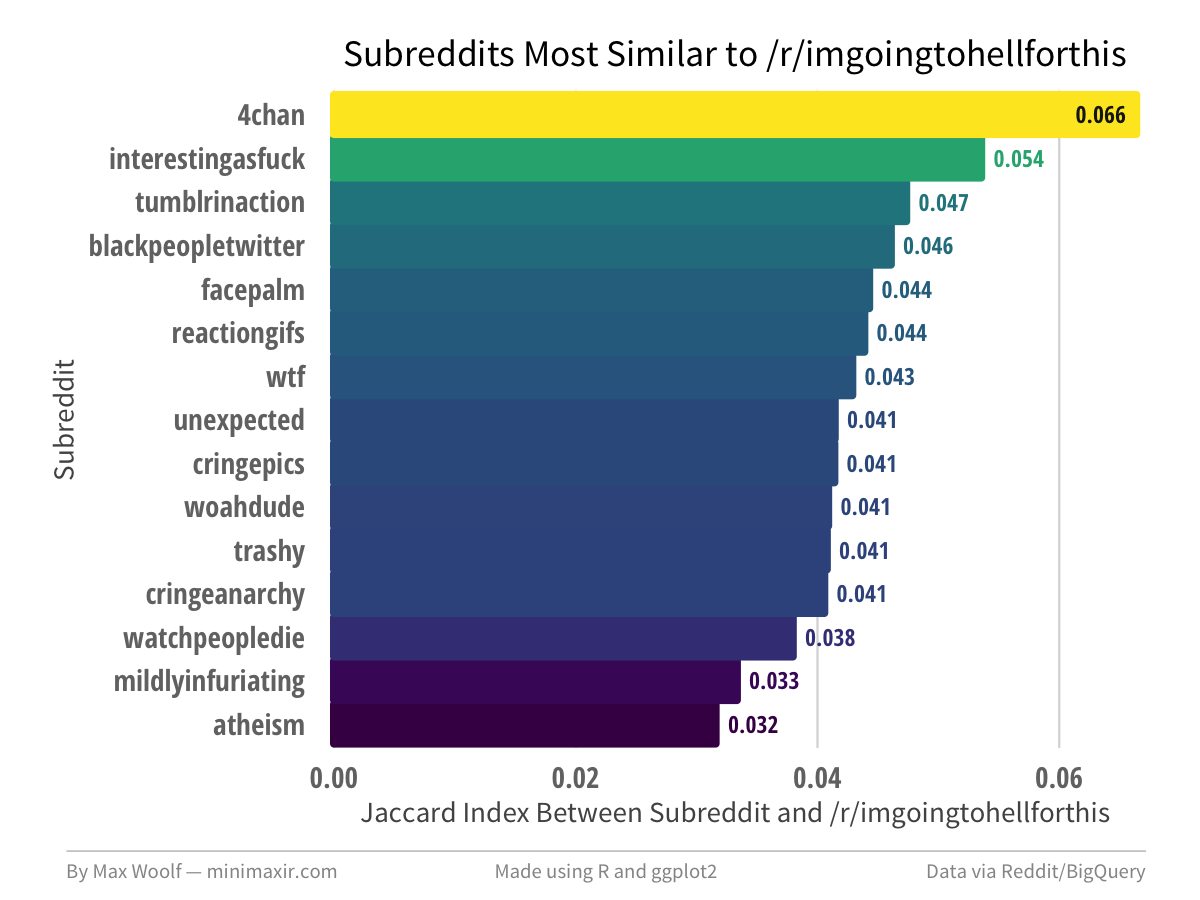 Subreddits Most Similar to /r/imgoingtohellforthis
4chan 0.066
interestingasfuck 0.054
tumblrinaction 0.047
blackpeopletwitter 0.046
facepalm 0.044
reactiongifs 0.044
wtf 0.043
unexpected 0.041
cringepics 0.041
woahdude 0.041
trashy 0.041
cringeanarchy 0.041
watchpeopledie 0.038
mildlyinfuriating 0.033
atheism 0.032
Subreddit
0.00 0.02 0.04 0.06
Jaccard Index Between Subreddit and /r/imgoingtohellforthis
By Max Woolf — minimaxir.com Made using R and ggplot2 Data via Reddit/BigQuery